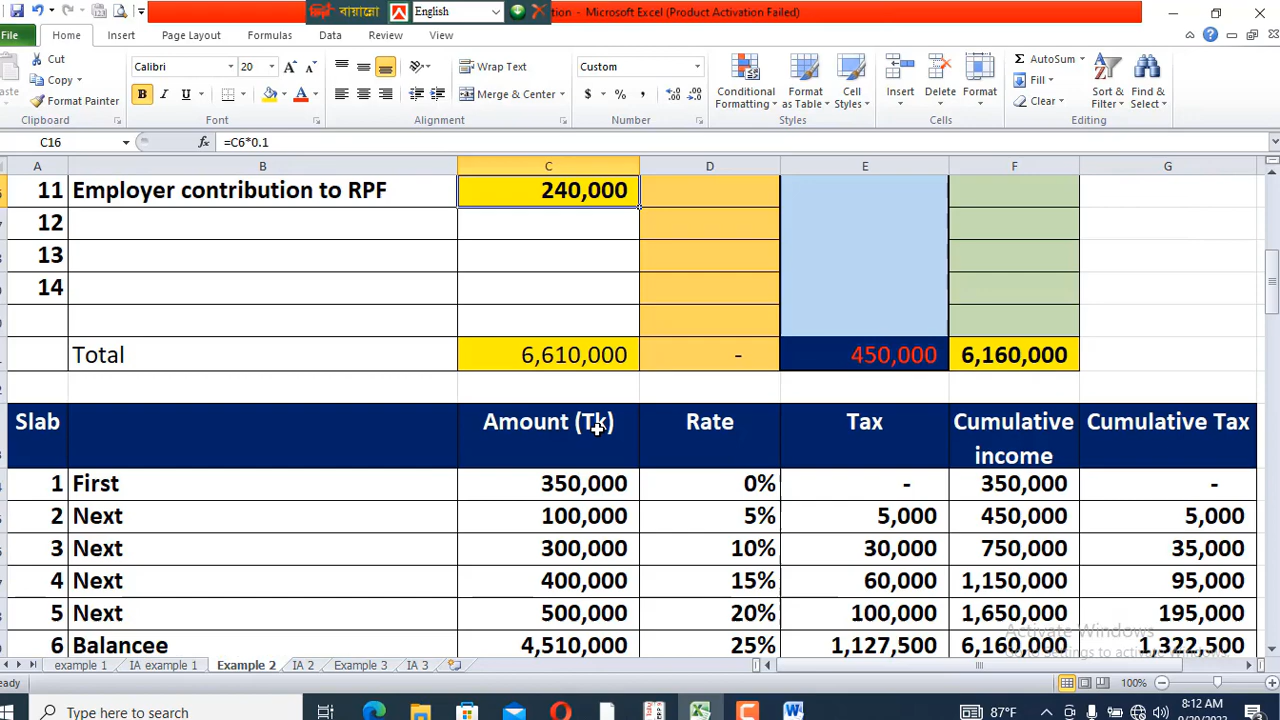 বায়ান্নো English tion - Microsoft Excel (Product Activation Failed)
File Home Insert Page Layout Formulas Data Review View
Cut Calibri 20 Wrap Text Custom AutoSum
Copy Fill
Format Painter B I U Merge & Center $ % , Conditional Formatting Format as Table Cell Styles Insert Delete Format Clear Sort & Filter Find & Select
Clipboard Font Alignment Number Styles Cells Editing
C16 fx =C6*0.1
A B C D E F G
11 Employer contribution to RPF 240,000
12
13
14
Total 6,610,000 - 450,000 6,160,000
Slab Amount (Tk) Rate Tax Cumulative income Cumulative Tax
1 First 350,000 0% - 350,000 -
2 Next 100,000 5% 5,000 450,000 5,000
3 Next 300,000 10% 30,000 750,000 35,000
4 Next 400,000 15% 60,000 1,150,000 95,000
5 Next 500,000 20% 100,000 1,650,000 195,000
6 Balancee 4,510,000 25% 1,127,500 6,160,000 1,322,500
Activate Windows
Go to Settings to activate Windows.
example 1 IA example 1 Example 2 IA 2 Example 3 IA 3
eady 100%
Type here to search 87°F 8:12 AM